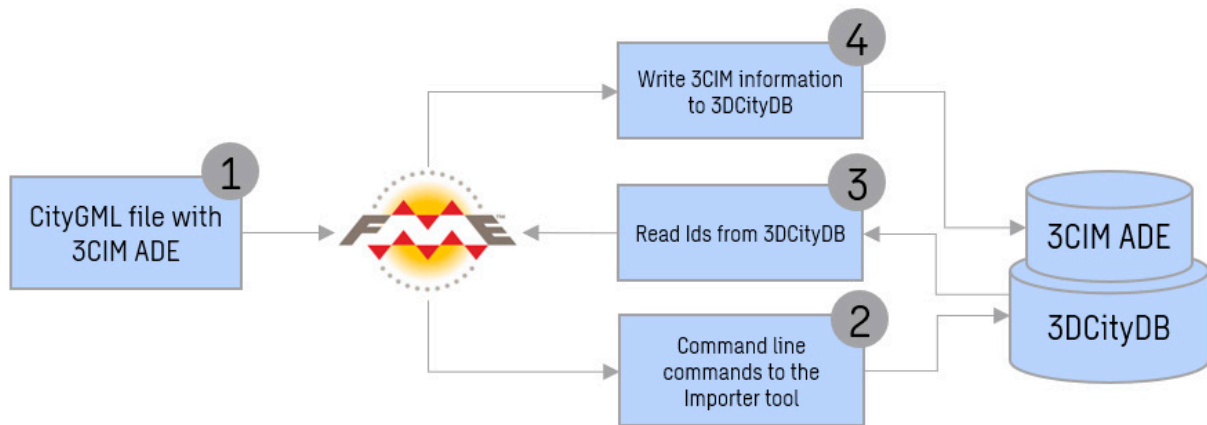 1
CityGML file with
3CIM ADE
FME™
4
Write 3CIM information
to 3DCityDB
3
Read Ids from 3DCityDB
2
Command line
commands to the
Importer tool
3CIM ADE
3DCityDB